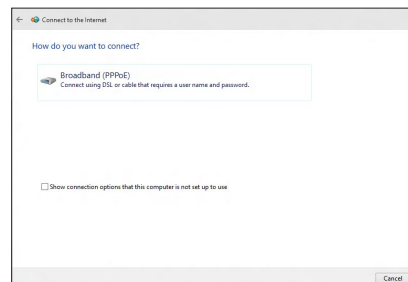 Connect to the Internet
How do you want to connect?
Broadband (PPPoE)
Connect using DSL or cable that requires a user name and password.
Show connection options that this computer is not set up to use
Cancel